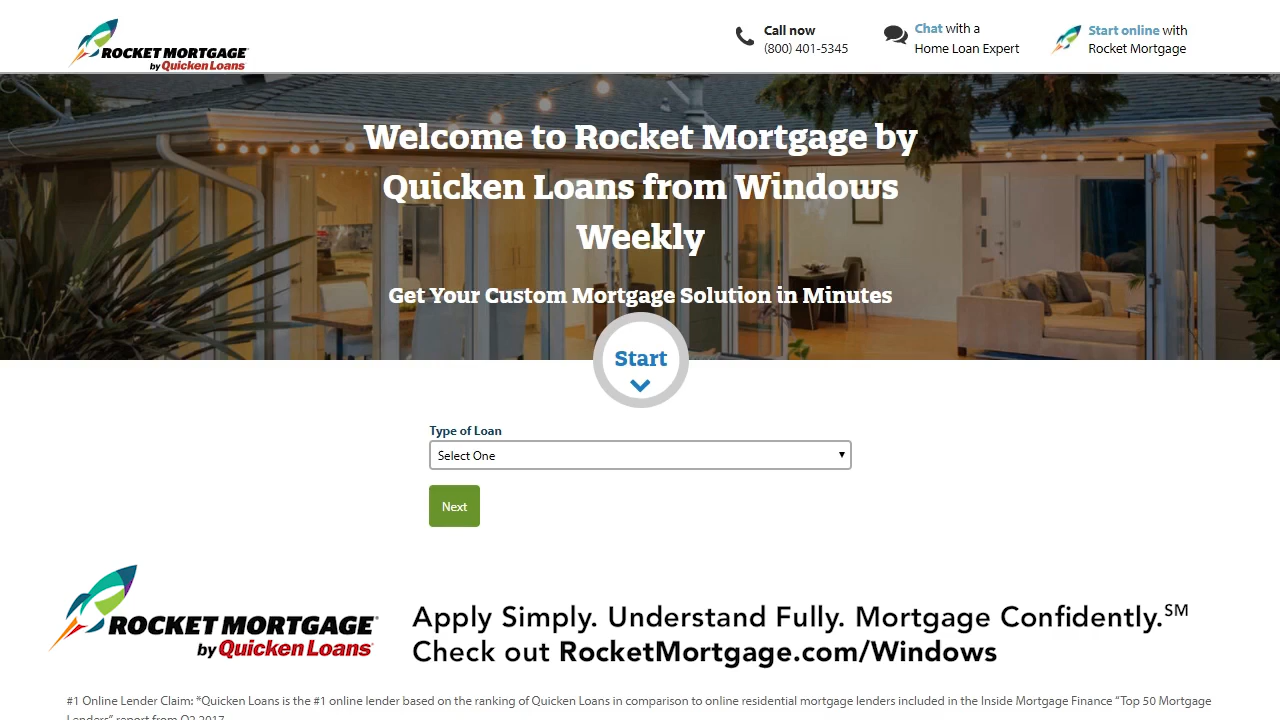 ROCKET MORTGAGE
by Quicken Loans
Call now
(800) 401-5345
Chat with a
Home Loan Expert
Start online with
Rocket Mortgage
Welcome to Rocket Mortgage by
Quicken Loans from Windows
Weekly
Get Your Custom Mortgage Solution in Minutes
Start
Type of Loan
Select One
Next
ROCKET MORTGAGE
by Quicken Loans
Apply Simply. Understand Fully. Mortgage Confidently.SM
Check out RocketMortgage.com/Windows
#1 Online Lender Claim: *Quicken Loans is the #1 online lender based on the ranking of Quicken Loans in comparison to online residential mortgage lenders included in the Inside Mortgage Finance “Top 50 Mortgage
Lenders” report from Q2 2017